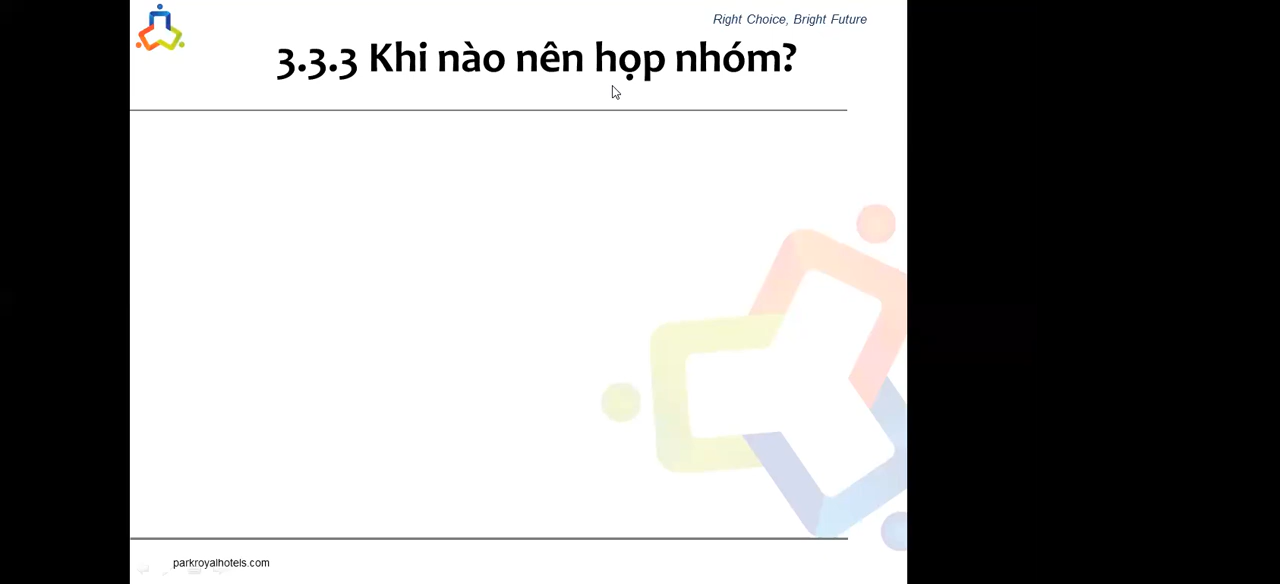 Right Choice, Bright Future
3.3.3 Khi nào nên họp nhóm?
parkroyalhotels.com